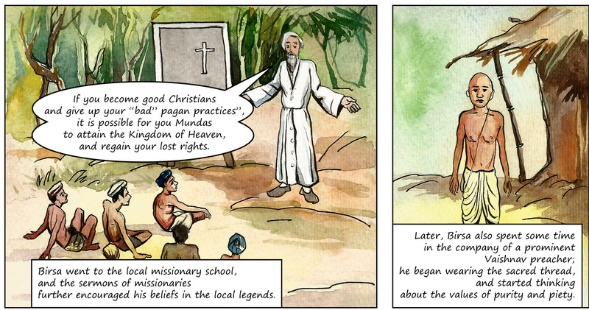 If you become good Christians
and give up your "bad" pagan practices",
it is possible for you Mundas
to attain the Kingdom of Heaven,
and regain your lost rights.
Birsa went to the local missionary school,
and the sermons of missionaries
further encouraged his beliefs in the local legends.
Later, Birsa also spent some time
in the company of a prominent
Vaishnav preacher;
he began wearing the sacred thread,
and started thinking
about the values of purity and piety.